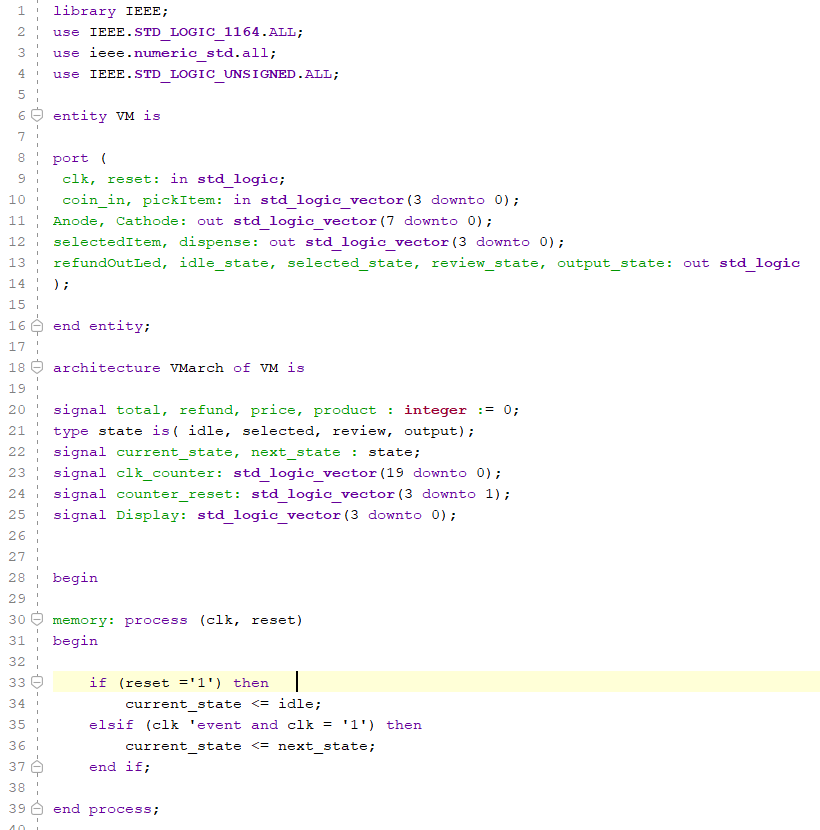 1 library IEEE;
2 use IEEE.STD_LOGIC_1164.ALL;
3 use ieee.numeric_std.all;
4 use IEEE.STD_LOGIC_UNSIGNED.ALL;
5
6 entity VM is
7
8 port (
9 clk, reset: in std_logic;
10 coin_in, pickItem: in std_logic_vector(3 downto 0);
11 Anode, Cathode: out std_logic_vector(7 downto 0);
12 selectedItem, dispense: out std_logic_vector(3 downto 0);
13 refundOutLed, idle_state, selected_state, review_state, output_state: out std_logic
14 );
15
16 end entity;
17
18 architecture VMarch of VM is
19
20 signal total, refund, price, product : integer := 0;
21 type state is( idle, selected, review, output);
22 signal current_state, next_state : state;
23 signal clk_counter: std_logic_vector(19 downto 0);
24 signal counter_reset: std_logic_vector(3 downto 1);
25 signal Display: std_logic_vector(3 downto 0);
26
27
28 begin
29
30 memory: process (clk, reset)
31 begin
32
33 if (reset ='1') then
34 current_state <= idle;
35 elsif (clk 'event and clk = '1') then
36 current_state <= next_state;
37 end if;
38
39 end process;
40